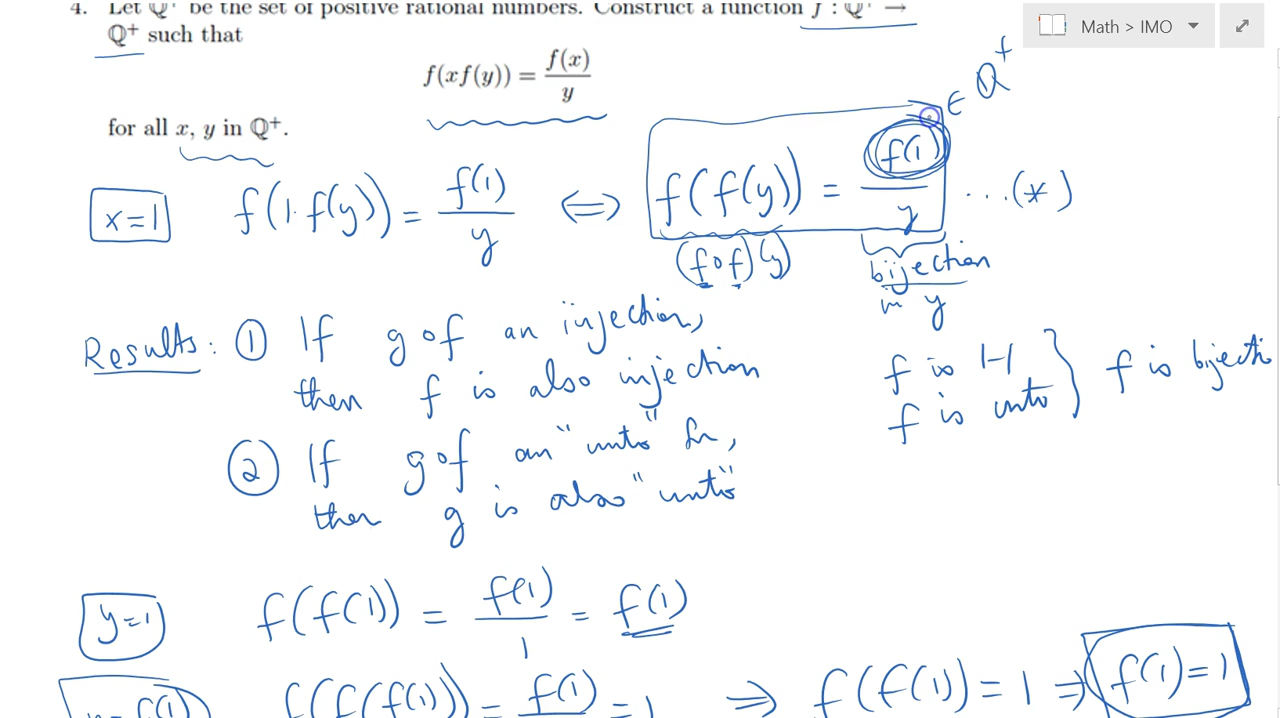 4. Let Q⁺ be the set of positive rational numbers. Construct a function f : Q⁺ →
Q⁺ such that
f(xf(y)) = f(x)/y
for all x, y in Q⁺.
Math > IMO
∈ Q⁺
x=1 f(1·f(y)) = f(1)/y ⇔ f(f(y)) = f(1)/y ...(*)
(f∘f)(y) bijection
in y
Results: ① If g∘f an injection,
then f is also injection
f is 1-1
f is onto } f is bijectio
② If g∘f an "onto" fn,
then g is also "onto"
y=1 f(f(1)) = f(1)/1 = f(1)
f(f(f(1))) = f(1) = 1 ⇒ f(f(1)) = 1 ⇒ f(1) = 1